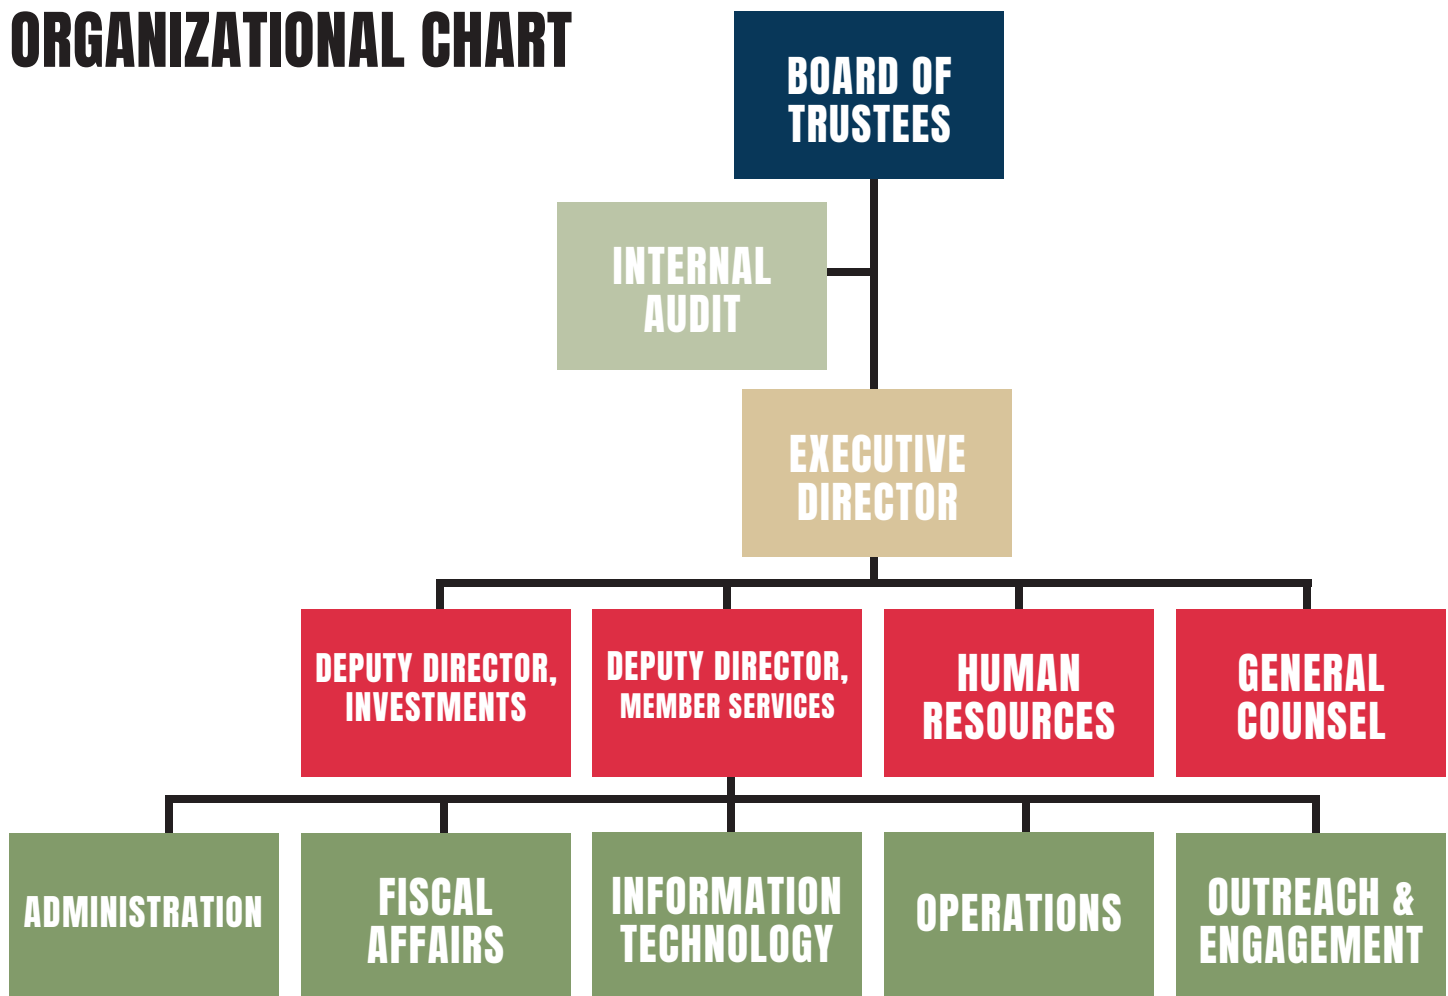 ORGANIZATIONAL CHART
BOARD OF
TRUSTEES
INTERNAL
AUDIT
EXECUTIVE
DIRECTOR
DEPUTY DIRECTOR,
INVESTMENTS
DEPUTY DIRECTOR,
MEMBER SERVICES
HUMAN
RESOURCES
GENERAL
COUNSEL
ADMINISTRATION
FISCAL
AFFAIRS
INFORMATION
TECHNOLOGY
OPERATIONS
OUTREACH &
ENGAGEMENT